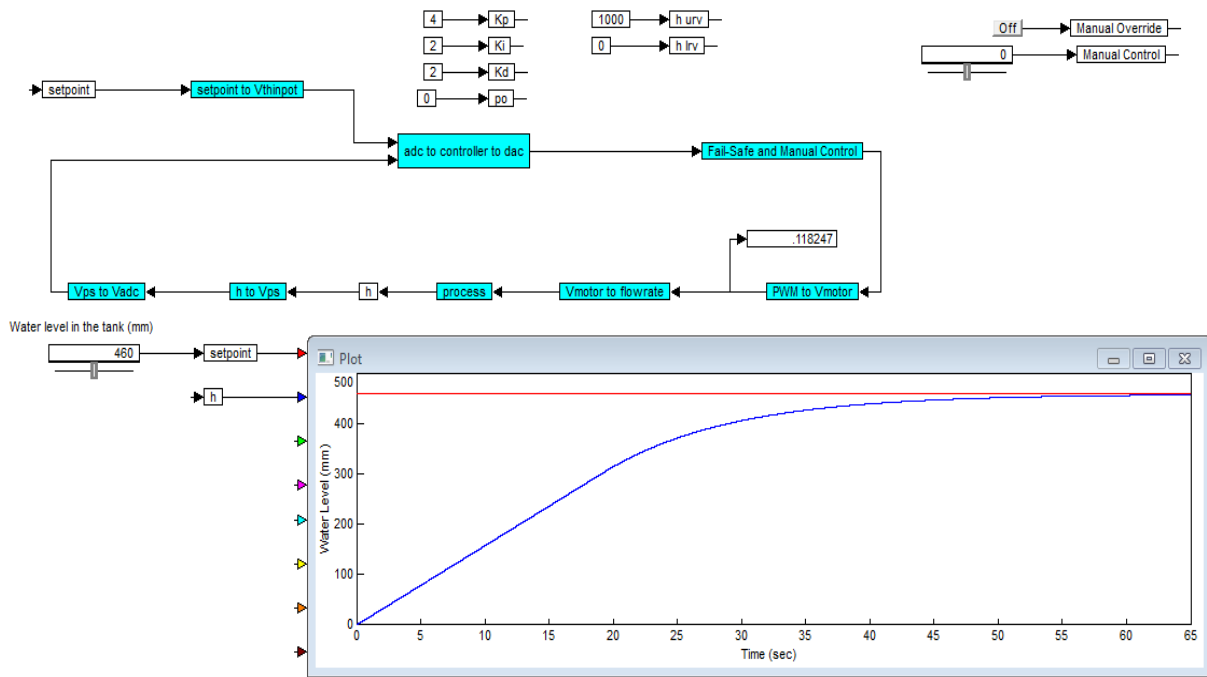 4 Kp
1000 h urv
Off Manual Override
2 Ki
0 h lrv
0 Manual Control
2 Kd
setpoint setpoint to Vthinpot
0 po
adc to controller to dac
Fail-Safe and Manual Control
.118247
Vps to Vadc h to Vps h process Vmotor to flowrate PWM to Vmotor
Water level in the tank (mm)
460 setpoint
h
Plot
500
400
300
200
100
0
Water Level (mm)
0 5 10 15 20 25 30 35 40 45 50 55 60 65
Time (sec)